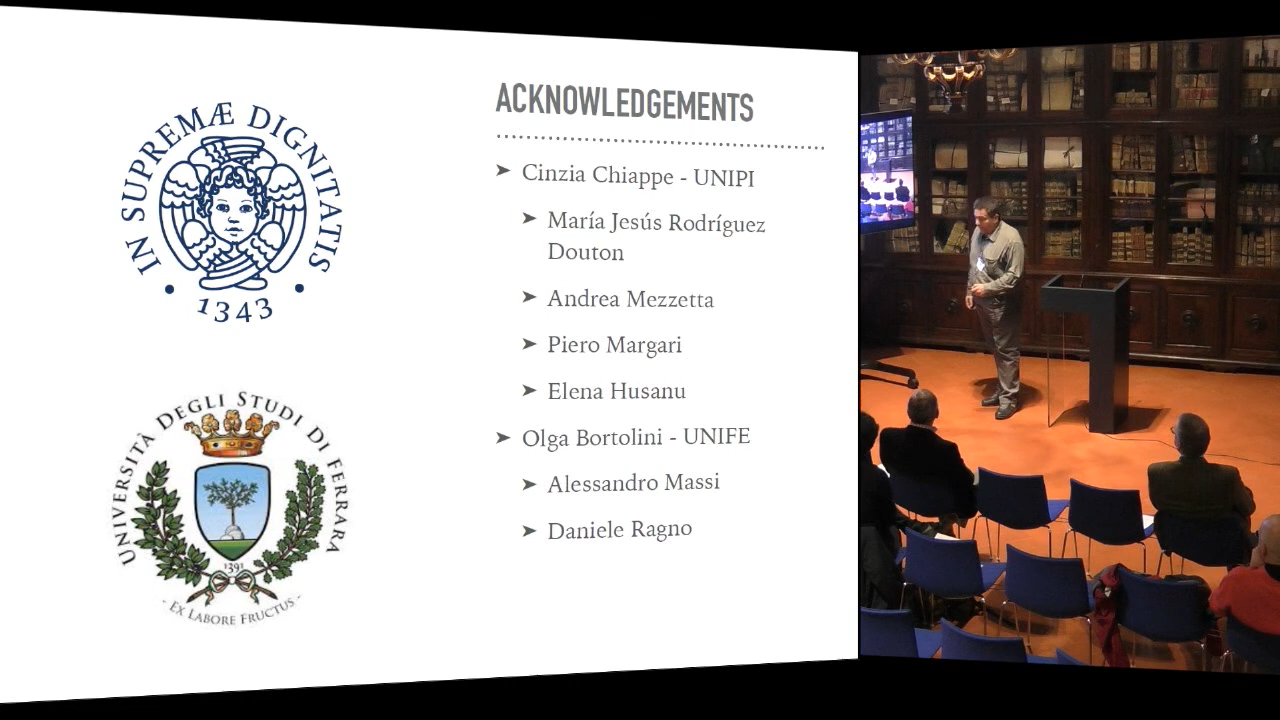 IN SUPREMÆ DIGNITATIS
1343
UNIVERSITÀ DEGLI STUDI DI FERRARA
1391
- EX LABORE FRUCTUS -
ACKNOWLEDGEMENTS
➤ Cinzia Chiappe - UNIPI
➤ María Jesús Rodríguez
Douton
➤ Andrea Mezzetta
➤ Piero Margari
➤ Elena Husanu
➤ Olga Bortolini - UNIFE
➤ Alessandro Massi
➤ Daniele Ragno